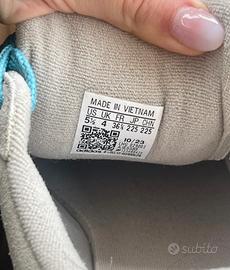 MADE IN VIETNAM
US UK FR JP CHN
5½ 4 36⅔ 225 225
10/23
subito